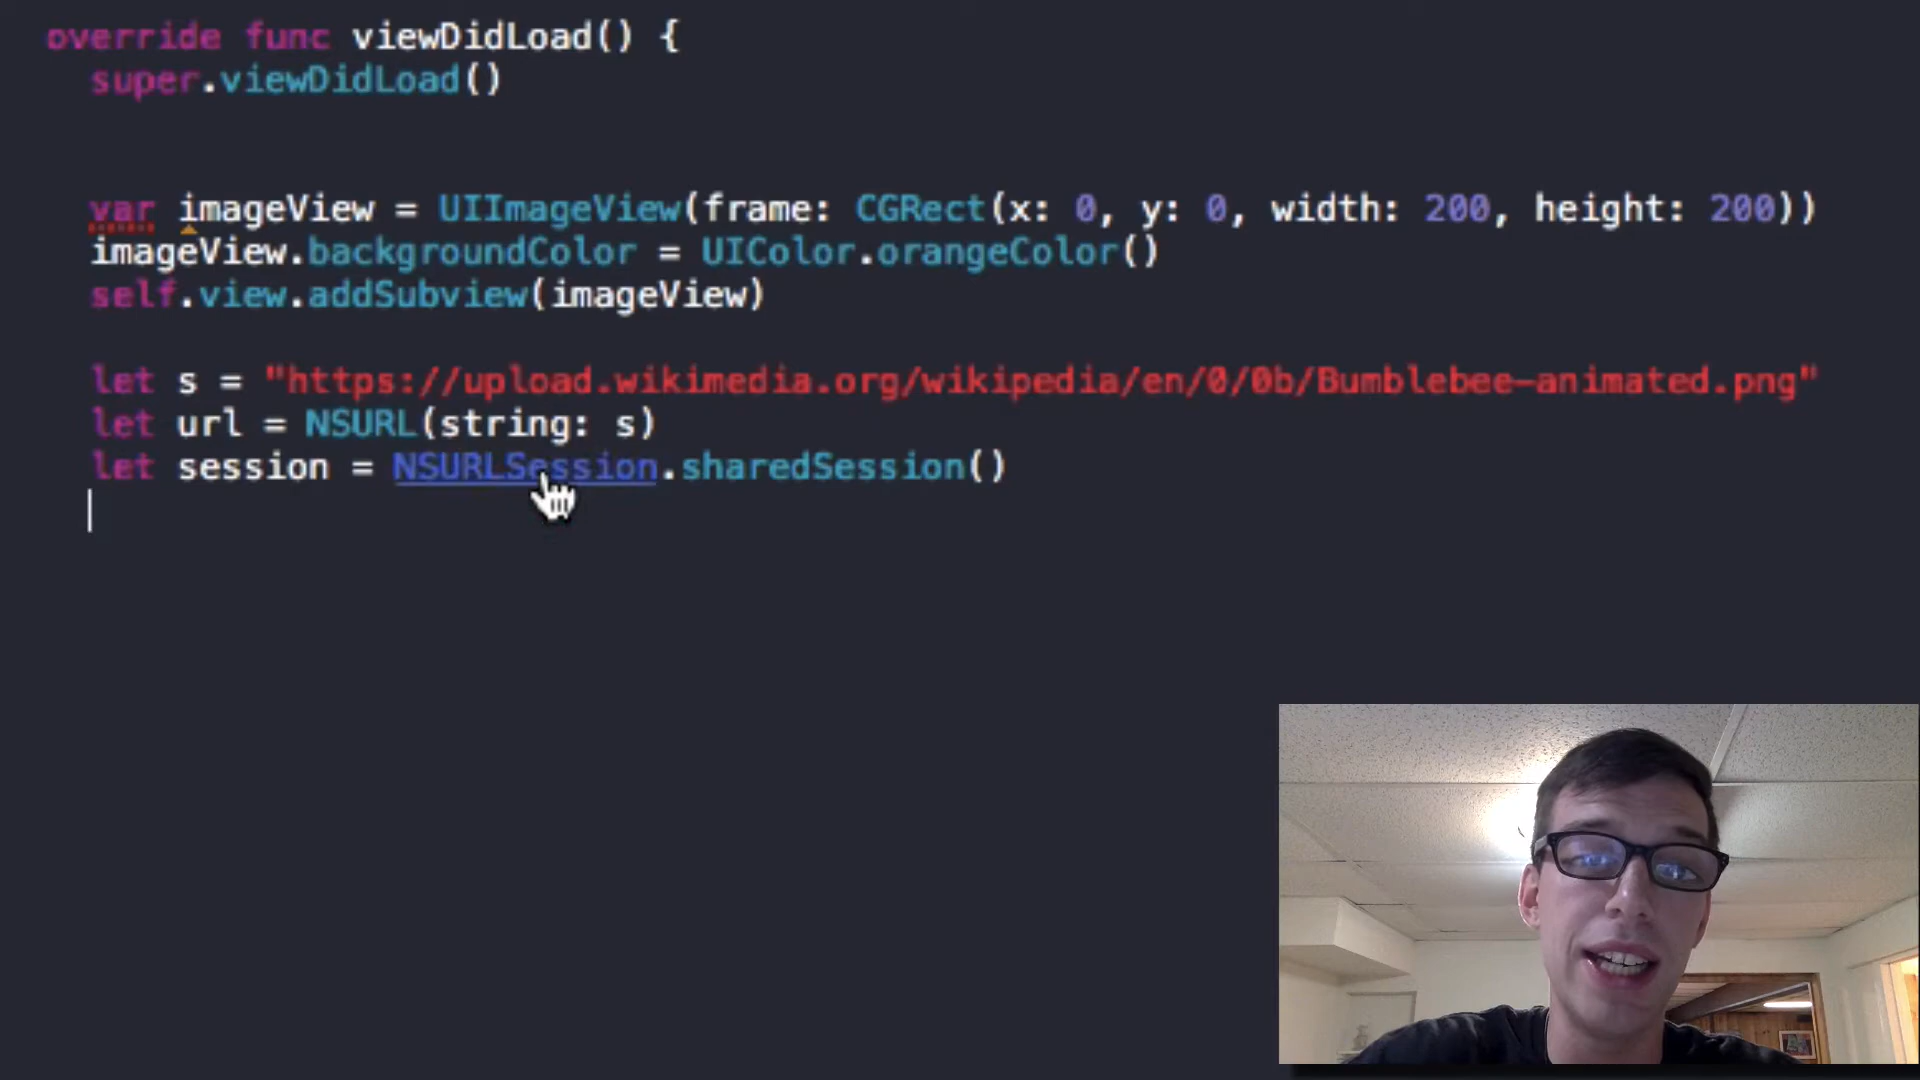 override func viewDidLoad() {
super.viewDidLoad()
var imageView = UIImageView(frame: CGRect(x: 0, y: 0, width: 200, height: 200))
imageView.backgroundColor = UIColor.orangeColor()
self.view.addSubview(imageView)
let s = "https://upload.wikimedia.org/wikipedia/en/0/0b/Bumblebee-animated.png"
let url = NSURL(string: s)
let session = NSURLSession.sharedSession()